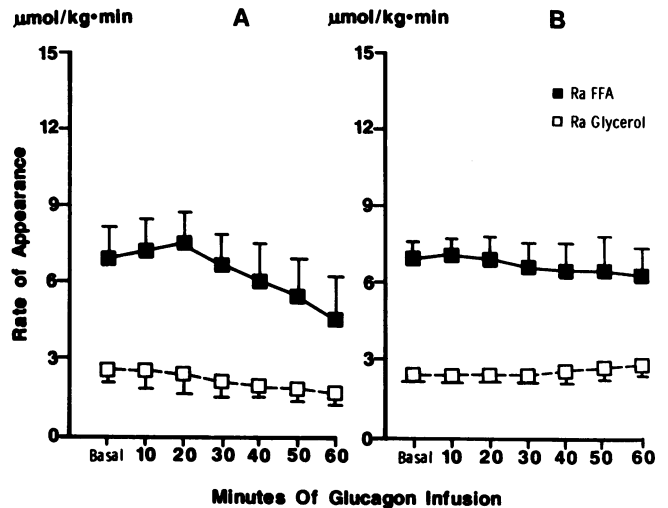 μmol/kg•min A μmol/kg•min B
15 15
■ Ra FFA
12 12
□ Ra Glycerol
9 9
Rate of Appearance
6 6
3 3
0 0
Basal 10 20 30 40 50 60 Basal 10 20 30 40 50 60
Minutes Of Glucagon Infusion